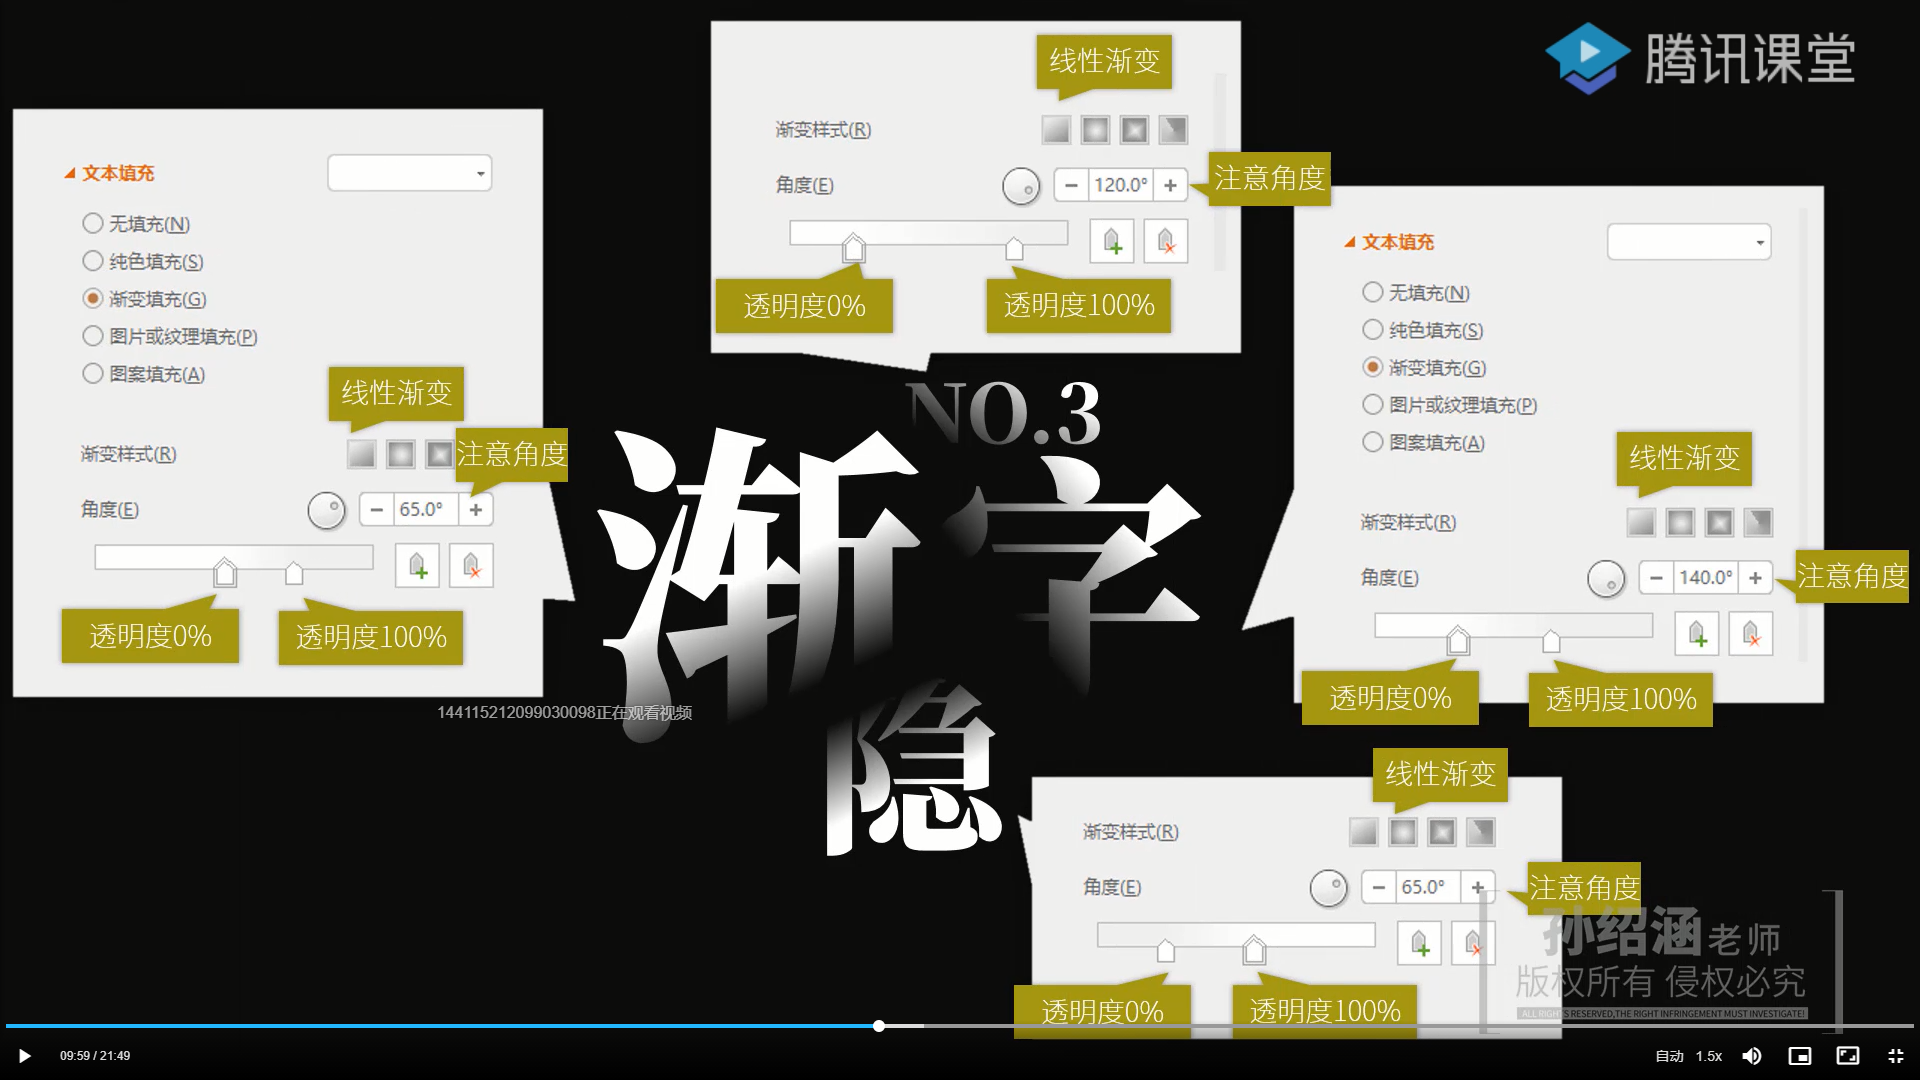 腾讯课堂
线性渐变
渐变样式(R)
角度(E)
120.0°
注意角度
透明度0%
透明度100%
文本填充
无填充(N)
纯色填充(S)
渐变填充(G)
图片或纹理填充(P)
图案填充(A)
线性渐变
渐变样式(R)
注意角度
角度(E)
65.0°
透明度0%
透明度100%
NO.3
渐
字
隐
144115212099030098正在观看视频
文本填充
无填充(N)
纯色填充(S)
渐变填充(G)
图片或纹理填充(P)
图案填充(A)
线性渐变
渐变样式(R)
角度(E)
140.0°
注意角度
透明度0%
透明度100%
线性渐变
渐变样式(R)
角度(E)
65.0°
注意角度
透明度0%
透明度100%
孙绍涵老师
版权所有 侵权必究
ALL RIGHTS RESERVED,THE RIGHT INFRINGEMENT MUST INVESTIGATE!
09:59 / 21:49
自动 1.5x